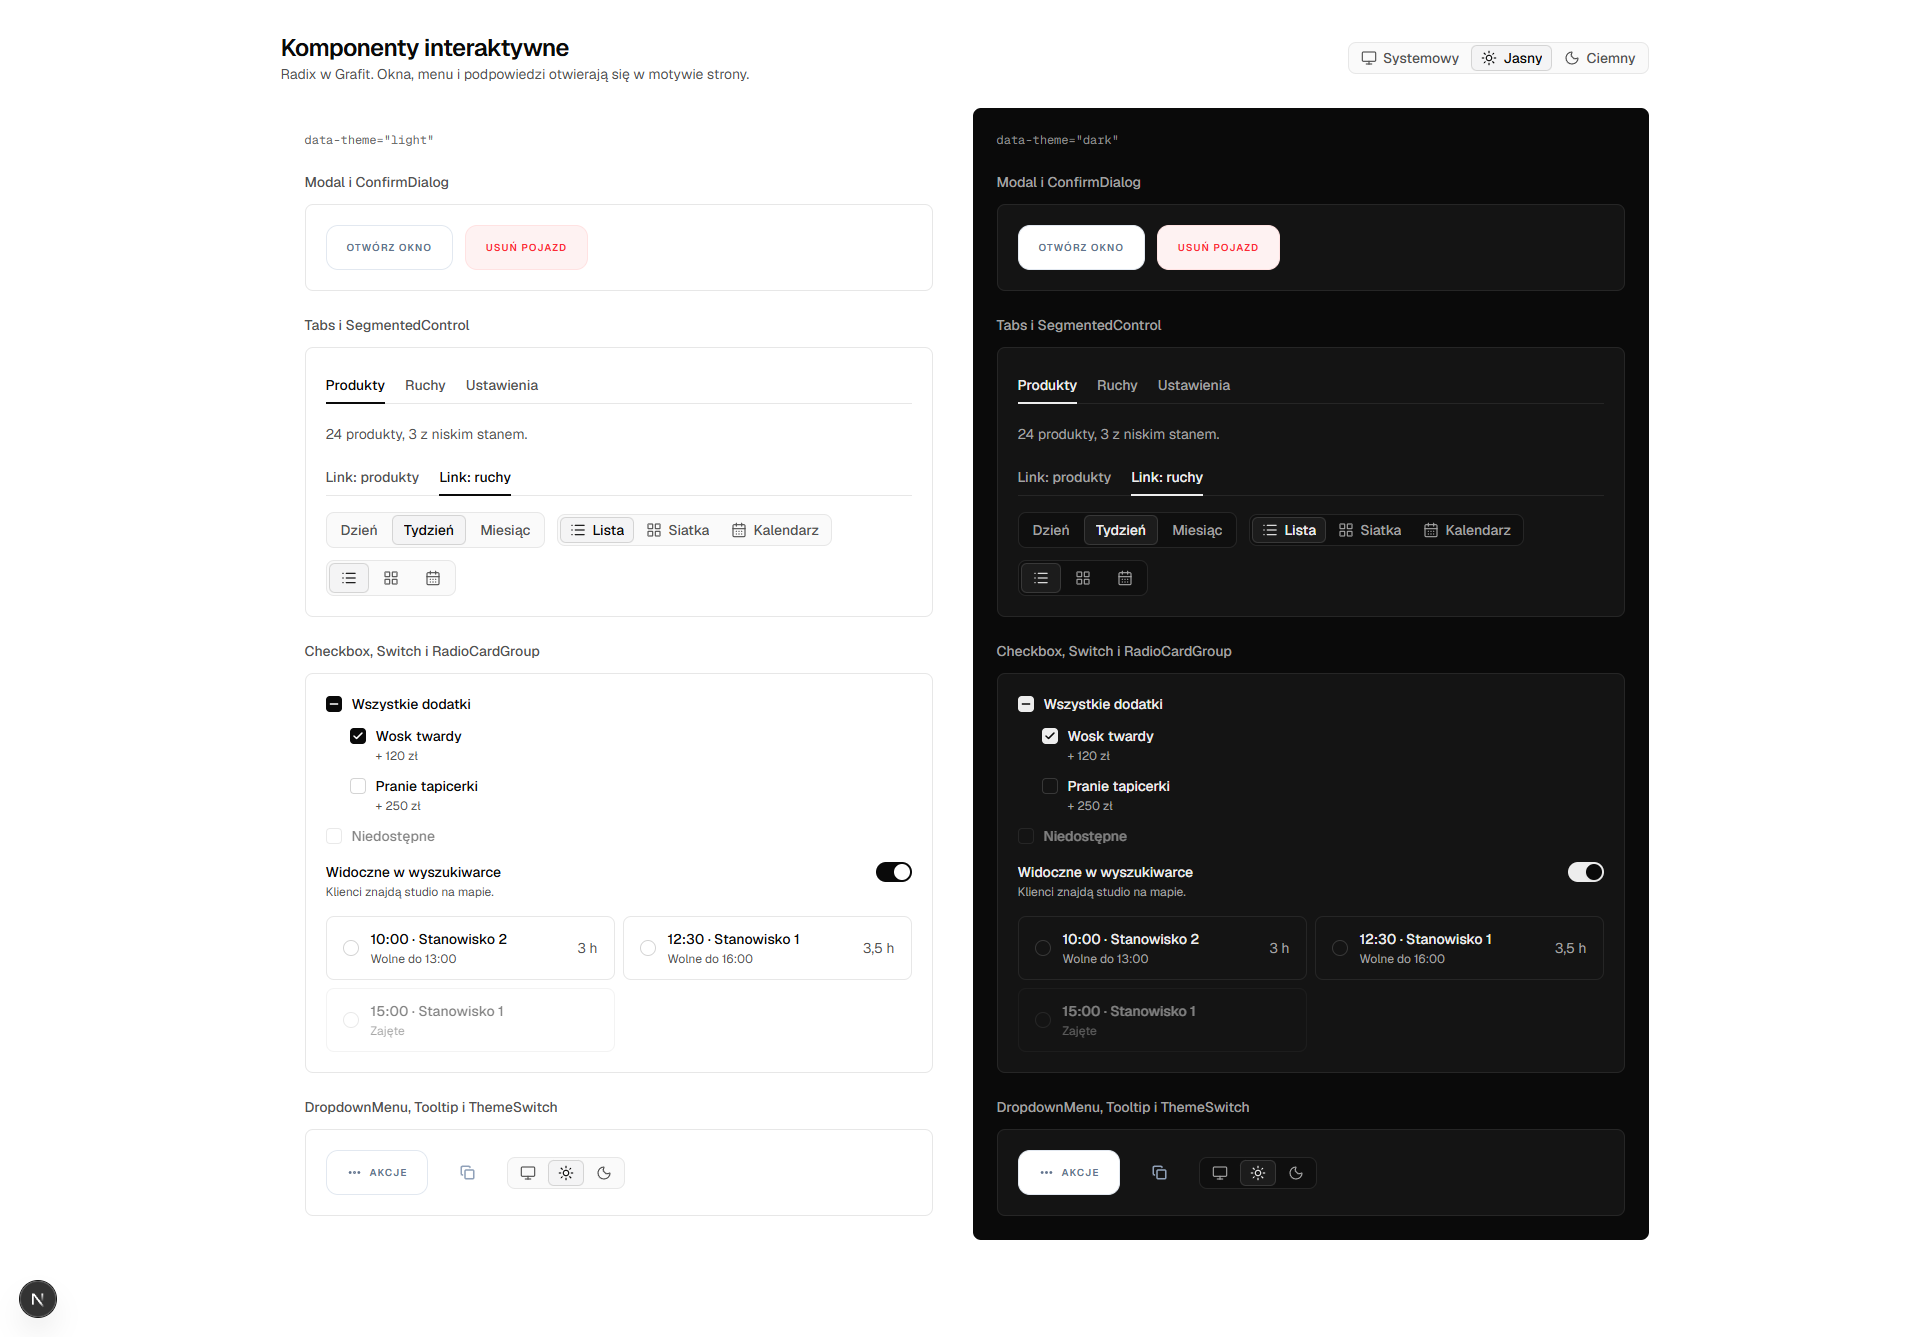 Komponenty interaktywne
Radix w Grafit. Okna, menu i podpowiedzi otwierają się w motywie strony.
Systemowy Jasny Ciemny
data-theme="light"
Modal i ConfirmDialog
OTWÓRZ OKNO USUŃ POJAZD
Tabs i SegmentedControl
Produkty Ruchy Ustawienia
24 produkty, 3 z niskim stanem.
Link: produkty Link: ruchy
Dzień Tydzień Miesiąc Lista Siatka Kalendarz
Checkbox, Switch i RadioCardGroup
Wszystkie dodatki
Wosk twardy
+ 120 zł
Pranie tapicerki
+ 250 zł
Niedostępne
Widoczne w wyszukiwarce
Klienci znajdą studio na mapie.
10:00 · Stanowisko 2
Wolne do 13:00
3 h
12:30 · Stanowisko 1
Wolne do 16:00
3,5 h
15:00 · Stanowisko 1
Zajęte
DropdownMenu, Tooltip i ThemeSwitch
AKCJE
data-theme="dark"
Modal i ConfirmDialog
OTWÓRZ OKNO USUŃ POJAZD
Tabs i SegmentedControl
Produkty Ruchy Ustawienia
24 produkty, 3 z niskim stanem.
Link: produkty Link: ruchy
Dzień Tydzień Miesiąc Lista Siatka Kalendarz
Checkbox, Switch i RadioCardGroup
Wszystkie dodatki
Wosk twardy
+ 120 zł
Pranie tapicerki
+ 250 zł
Niedostępne
Widoczne w wyszukiwarce
Klienci znajdą studio na mapie.
10:00 · Stanowisko 2
Wolne do 13:00
3 h
12:30 · Stanowisko 1
Wolne do 16:00
3,5 h
15:00 · Stanowisko 1
Zajęte
DropdownMenu, Tooltip i ThemeSwitch
AKCJE
N